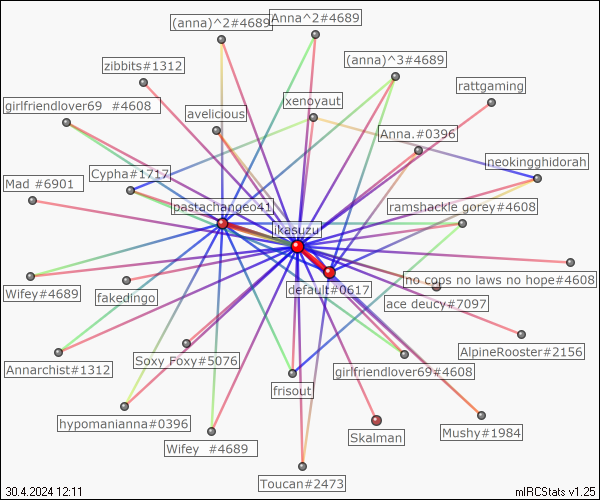 (anna)^2#4689
Anna^2#4689
(anna)^3#4689
zibbits#1312
rattgaming
girlfriendlover69 #4608
xenoyaut
avelicious
Anna.#0396
neokingghidorah
Cypha#1717
Mad #6901
pastachangeo41
ramshackle gorey#4608
ikasuzu
no cops no laws no hope#4608
Wifey#4689
fakedingo
default#0617
ace deucy#7097
AlpineRooster#2156
Soxy Foxy#5076
Annarchist#1312
girlfriendlover69#4608
frisout
hypomanianna#0396
Skalman
Mushy#1984
Wifey #4689
Toucan#2473
30.4.2024 12:11
mIRCStats v1.25